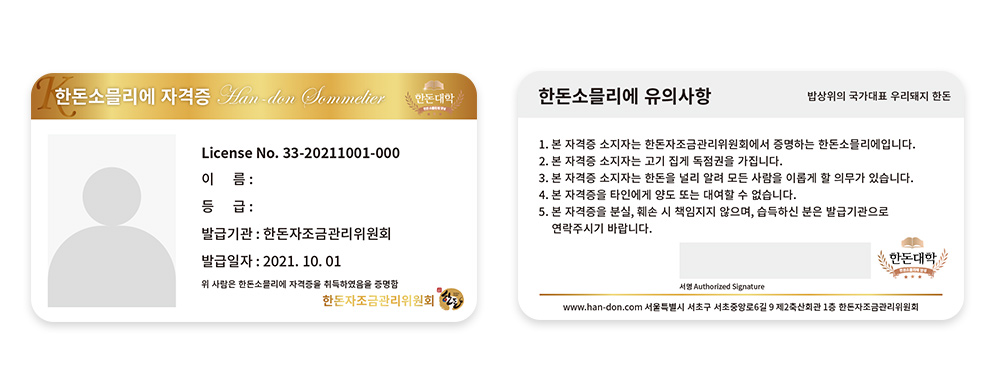 K
한돈소믈리에 자격증 Han-don Sommelier
한돈대학
License No. 33-20211001-000
이 름 :
등 급 :
발급기관 : 한돈자조금관리위원회
발급일자 : 2021. 10. 01
위 사람은 한돈소믈리에 자격증을 취득하였음을 증명함
한돈자조금관리위원회
한돈
한돈소믈리에 유의사항
밥상위의 국가대표 우리돼지 한돈
1. 본 자격증 소지자는 한돈자조금관리위원회에서 증명하는 한돈소믈리에입니다.
2. 본 자격증 소지자는 고기 집게 독점권을 가집니다.
3. 본 자격증 소지자는 한돈을 널리 알려 모든 사람을 이롭게 할 의무가 있습니다.
4. 본 자격증을 타인에게 양도 또는 대여할 수 없습니다.
5. 본 자격증을 분실, 훼손 시 책임지지 않으며, 습득하신 분은 발급기관으로
연락주시기 바랍니다.
한돈대학
서명 Authorized Signature
www.han-don.com 서울특별시 서초구 서초중앙로6길 9 제2축산회관 1층 한돈자조금관리위원회